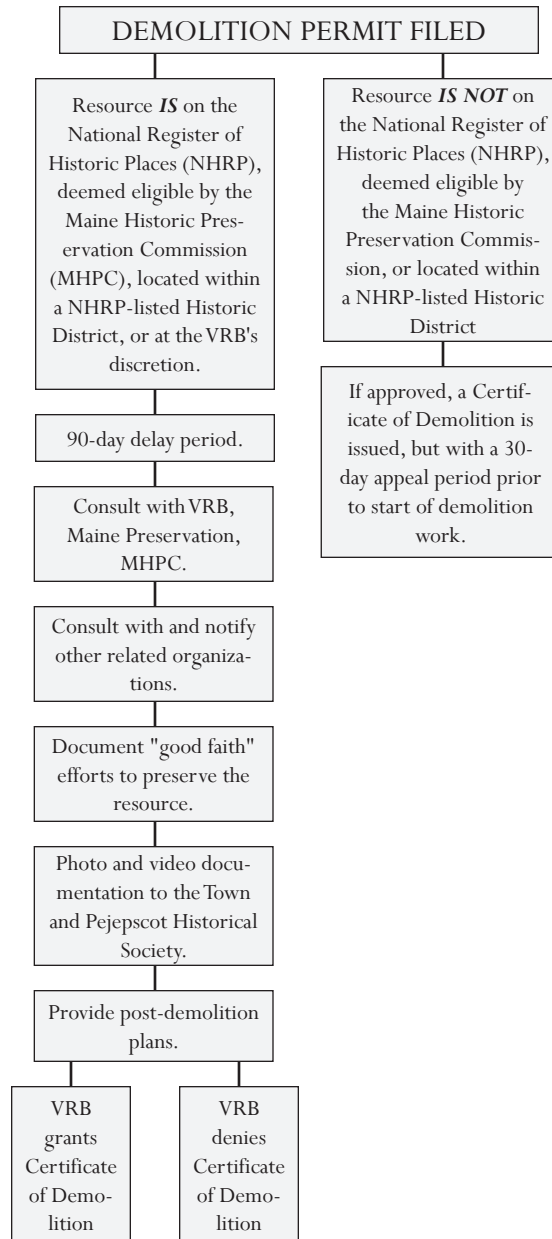 DEMOLITION PERMIT FILED
Resource IS on the
National Register of
Historic Places (NHRP),
deemed eligible by the
Maine Historic Pres-
ervation Commission
(MHPC), located within
a NHRP-listed Historic
District, or at the VRB's
discretion.
90-day delay period.
Consult with VRB,
Maine Preservation,
MHPC.
Consult with and notify
other related organiza-
tions.
Document "good faith"
efforts to preserve the
resource.
Photo and video docu-
mentation to the Town
and Pejepscot Historical
Society.
Provide post-demolition
plans.
VRB
grants
Certificate
of Demo-
lition
VRB
denies
Certificate
of Demo-
lition
Resource IS NOT on
the National Register of
Historic Places (NHRP),
deemed eligible by
the Maine Historic
Preservation Commis-
sion, or located within
a NHRP-listed Historic
District
If approved, a Certif-
icate of Demolition is
issued, but with a 30-
day appeal period prior
to start of demolition
work.